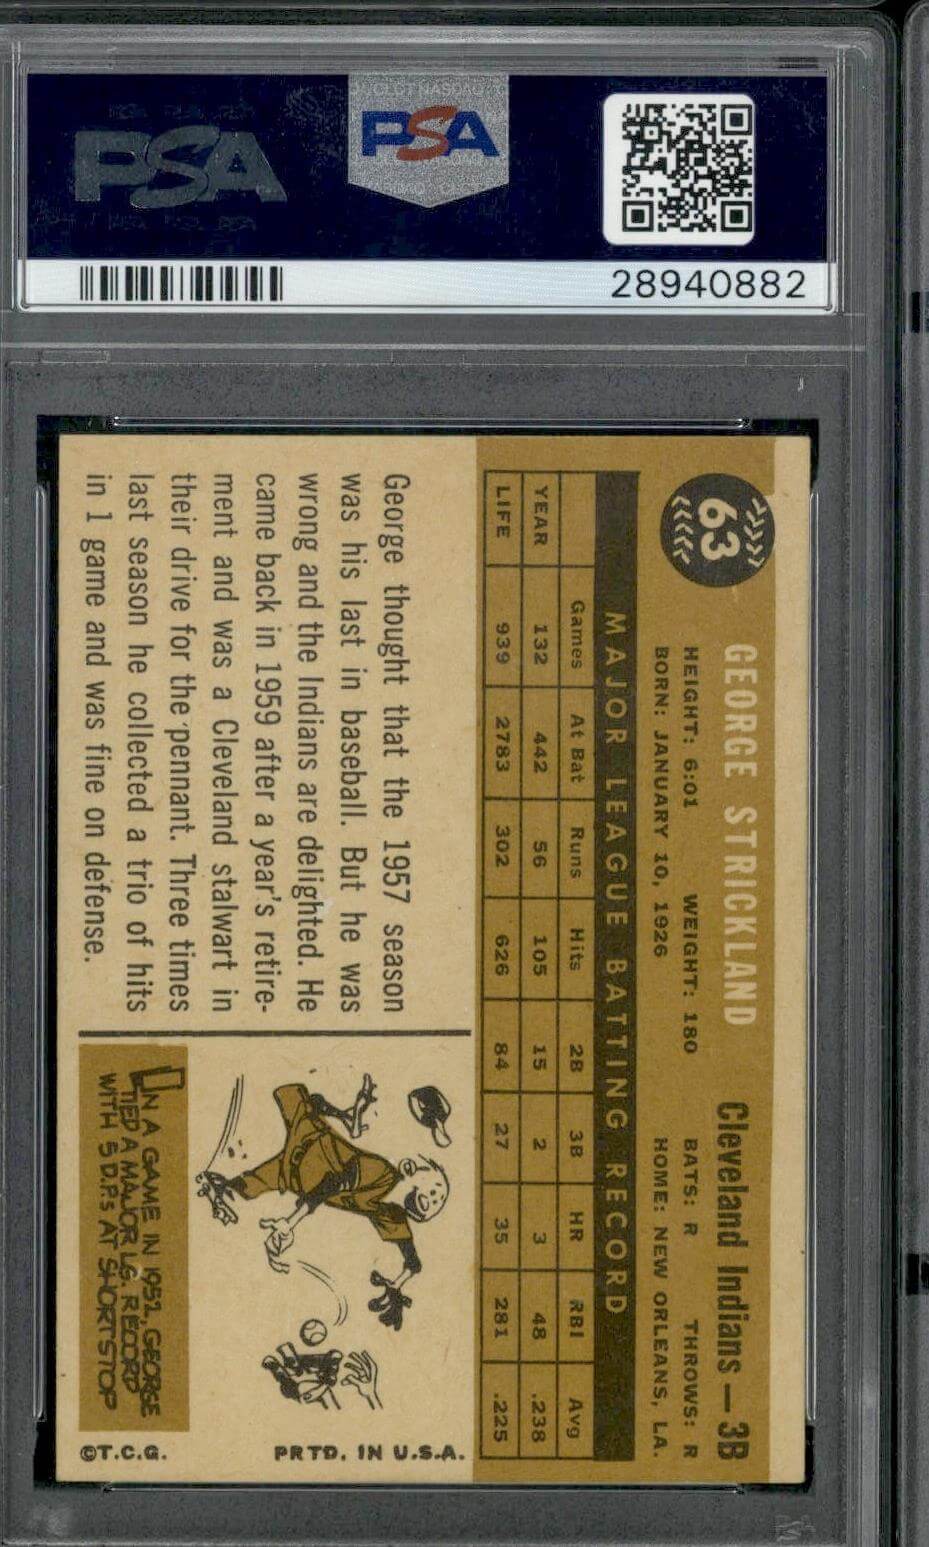 PSA
PSA
28940882
63
GEORGE STRICKLAND
Cleveland Indians — 3B
HEIGHT: 6:01 WEIGHT: 180 BATS: R THROWS: R
BORN: JANUARY 10, 1926 HOME: NEW ORLEANS, LA.
MAJOR LEAGUE BATTING RECORD
Games At Bat Runs Hits 2B 3B HR RBI Avg
YEAR 132 442 56 105 15 2 3 48 .238
LIFE 939 2783 302 626 84 27 35 281 .225
George thought that the 1957 season
was his last in baseball. But he was
wrong and the Indians are delighted. He
came back in 1959 after a year's retire-
ment and was a Cleveland stalwart in
their drive for the pennant. Three times
last season he collected a trio of hits
in 1 game and was fine on defense.
IN A GAME IN 1952, GEORGE
TIED A MAJOR LG. RECORD
WITH 5 D.P.s AT SHORTSTOP
PRTD. IN U.S.A.
©T.C.G.